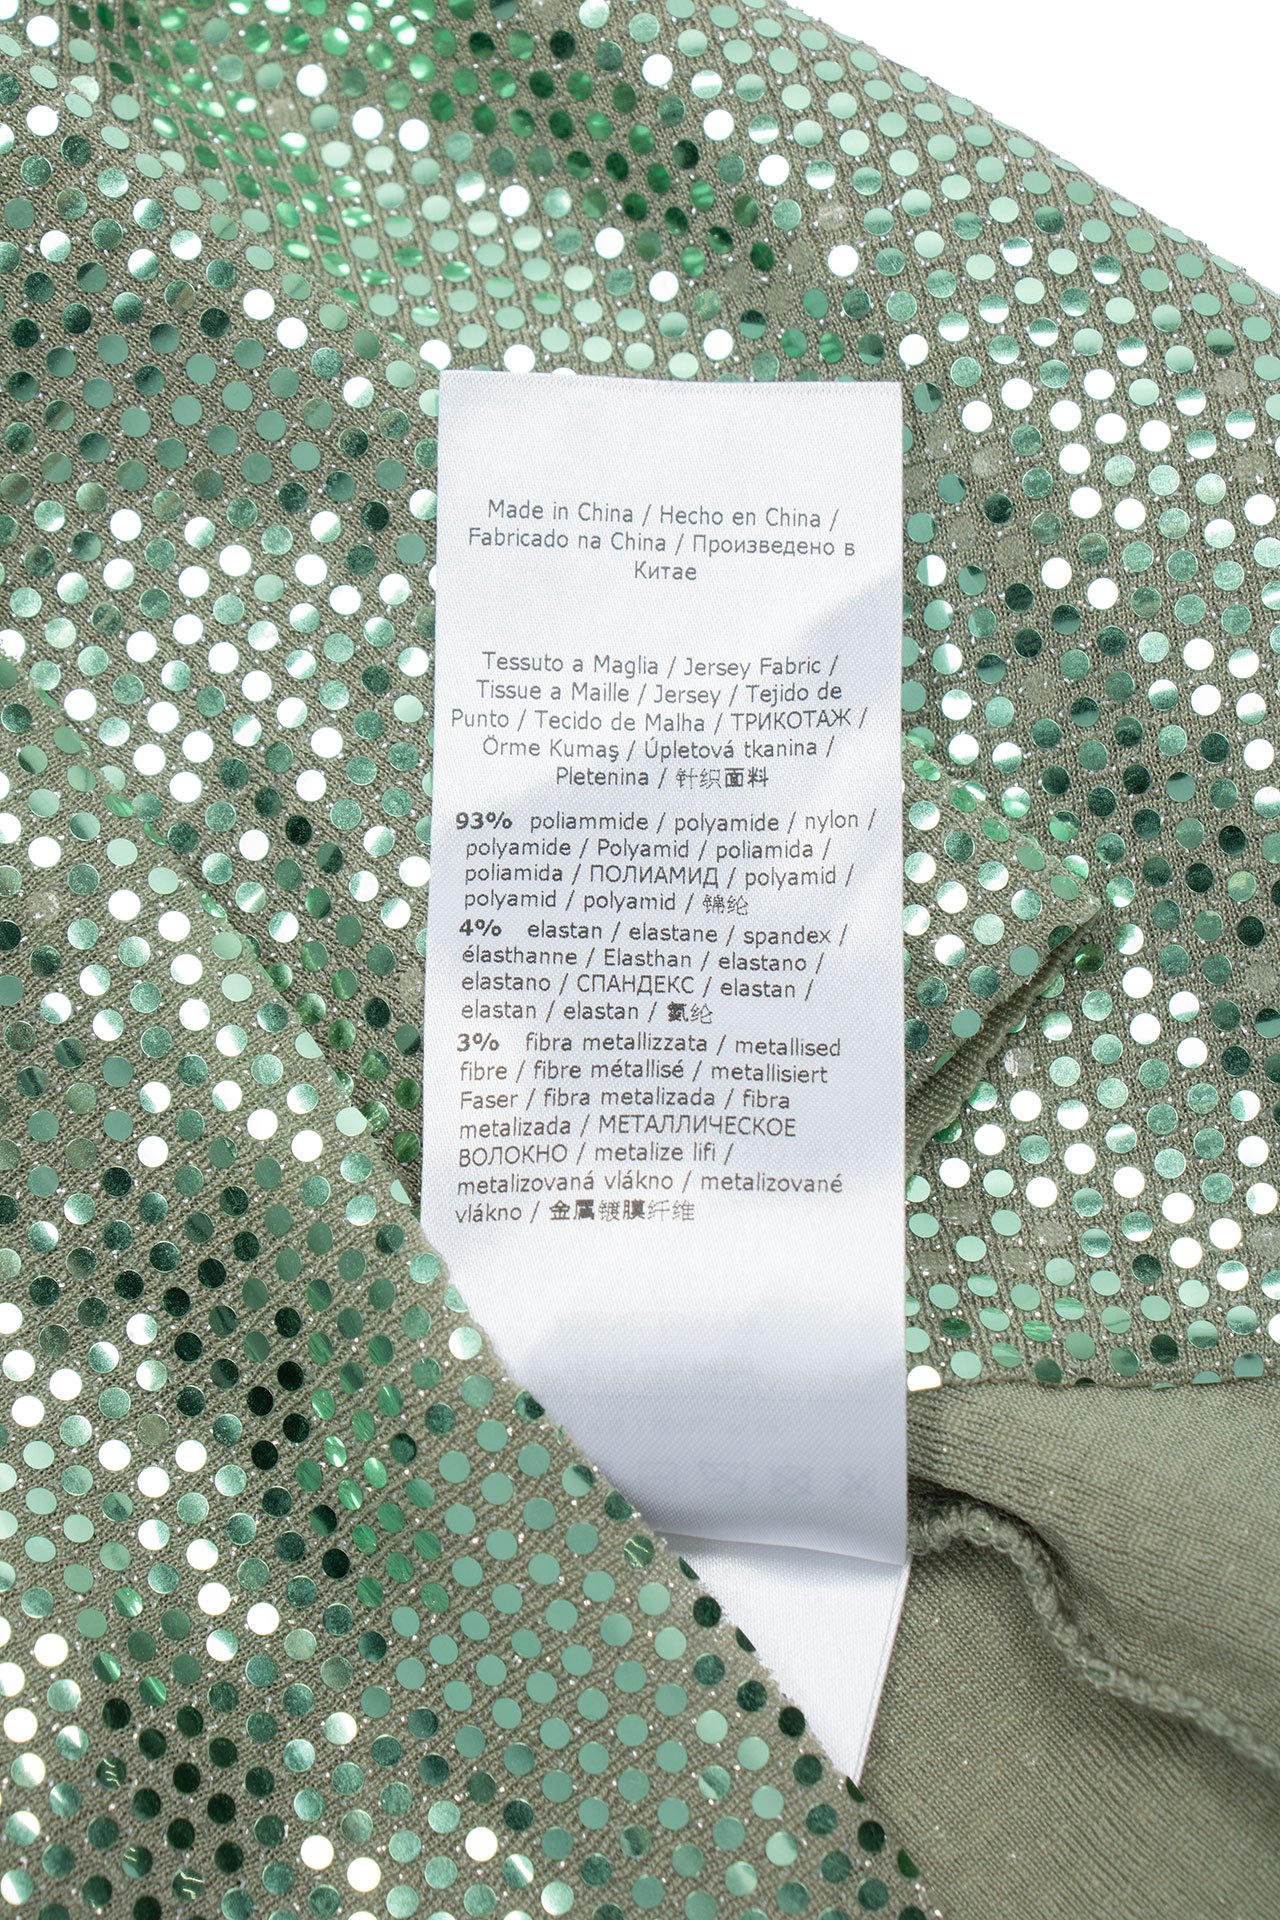 Made in China / Hecho en China /
Fabricado na China / Произведено в
Китае
Tessuto a Maglia / Jersey Fabric /
Tissue a Maille / Jersey / Tejido de
Punto / Tecido de Malha / ТРИКОТАЖ /
Örme Kumaş / Úpletová tkanina /
Pletenina / 针织面料
93% poliammide / polyamide / nylon /
polyamide / Polyamid / poliamida /
poliamida / ПОЛИАМИД / polyamid /
polyamid / polyamid / 锦纶
4% elastan / elastane / spandex /
élasthanne / Elasthan / elastano /
elastano / СПАНДЕКС / elastan /
elastan / elastan / 氨纶
3% fibra metallizzata / metallised
fibre / fibre métallisé / metallisiert
Faser / fibra metalizada / fibra
metalizada / МЕТАЛЛИЧЕСКОЕ
ВОЛОКНО / metalize lifi /
metalizovaná vlákno / metalizované
vlákno / 金属镀膜纤维